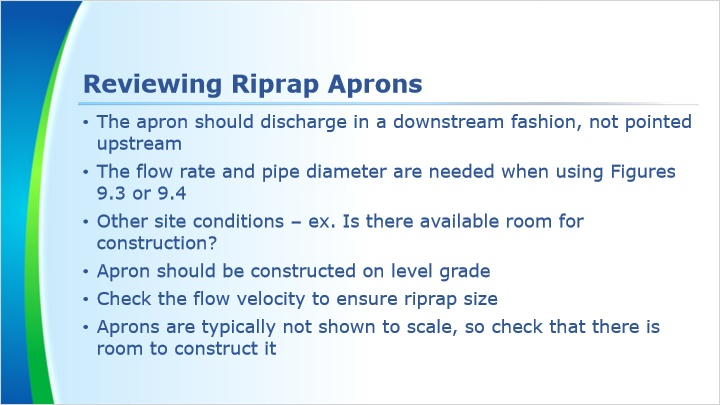 Reviewing Riprap Aprons
• The apron should discharge in a downstream fashion, not pointed
upstream
• The flow rate and pipe diameter are needed when using Figures
9.3 or 9.4
• Other site conditions – ex. Is there available room for
construction?
• Apron should be constructed on level grade
• Check the flow velocity to ensure riprap size
• Aprons are typically not shown to scale, so check that there is
room to construct it